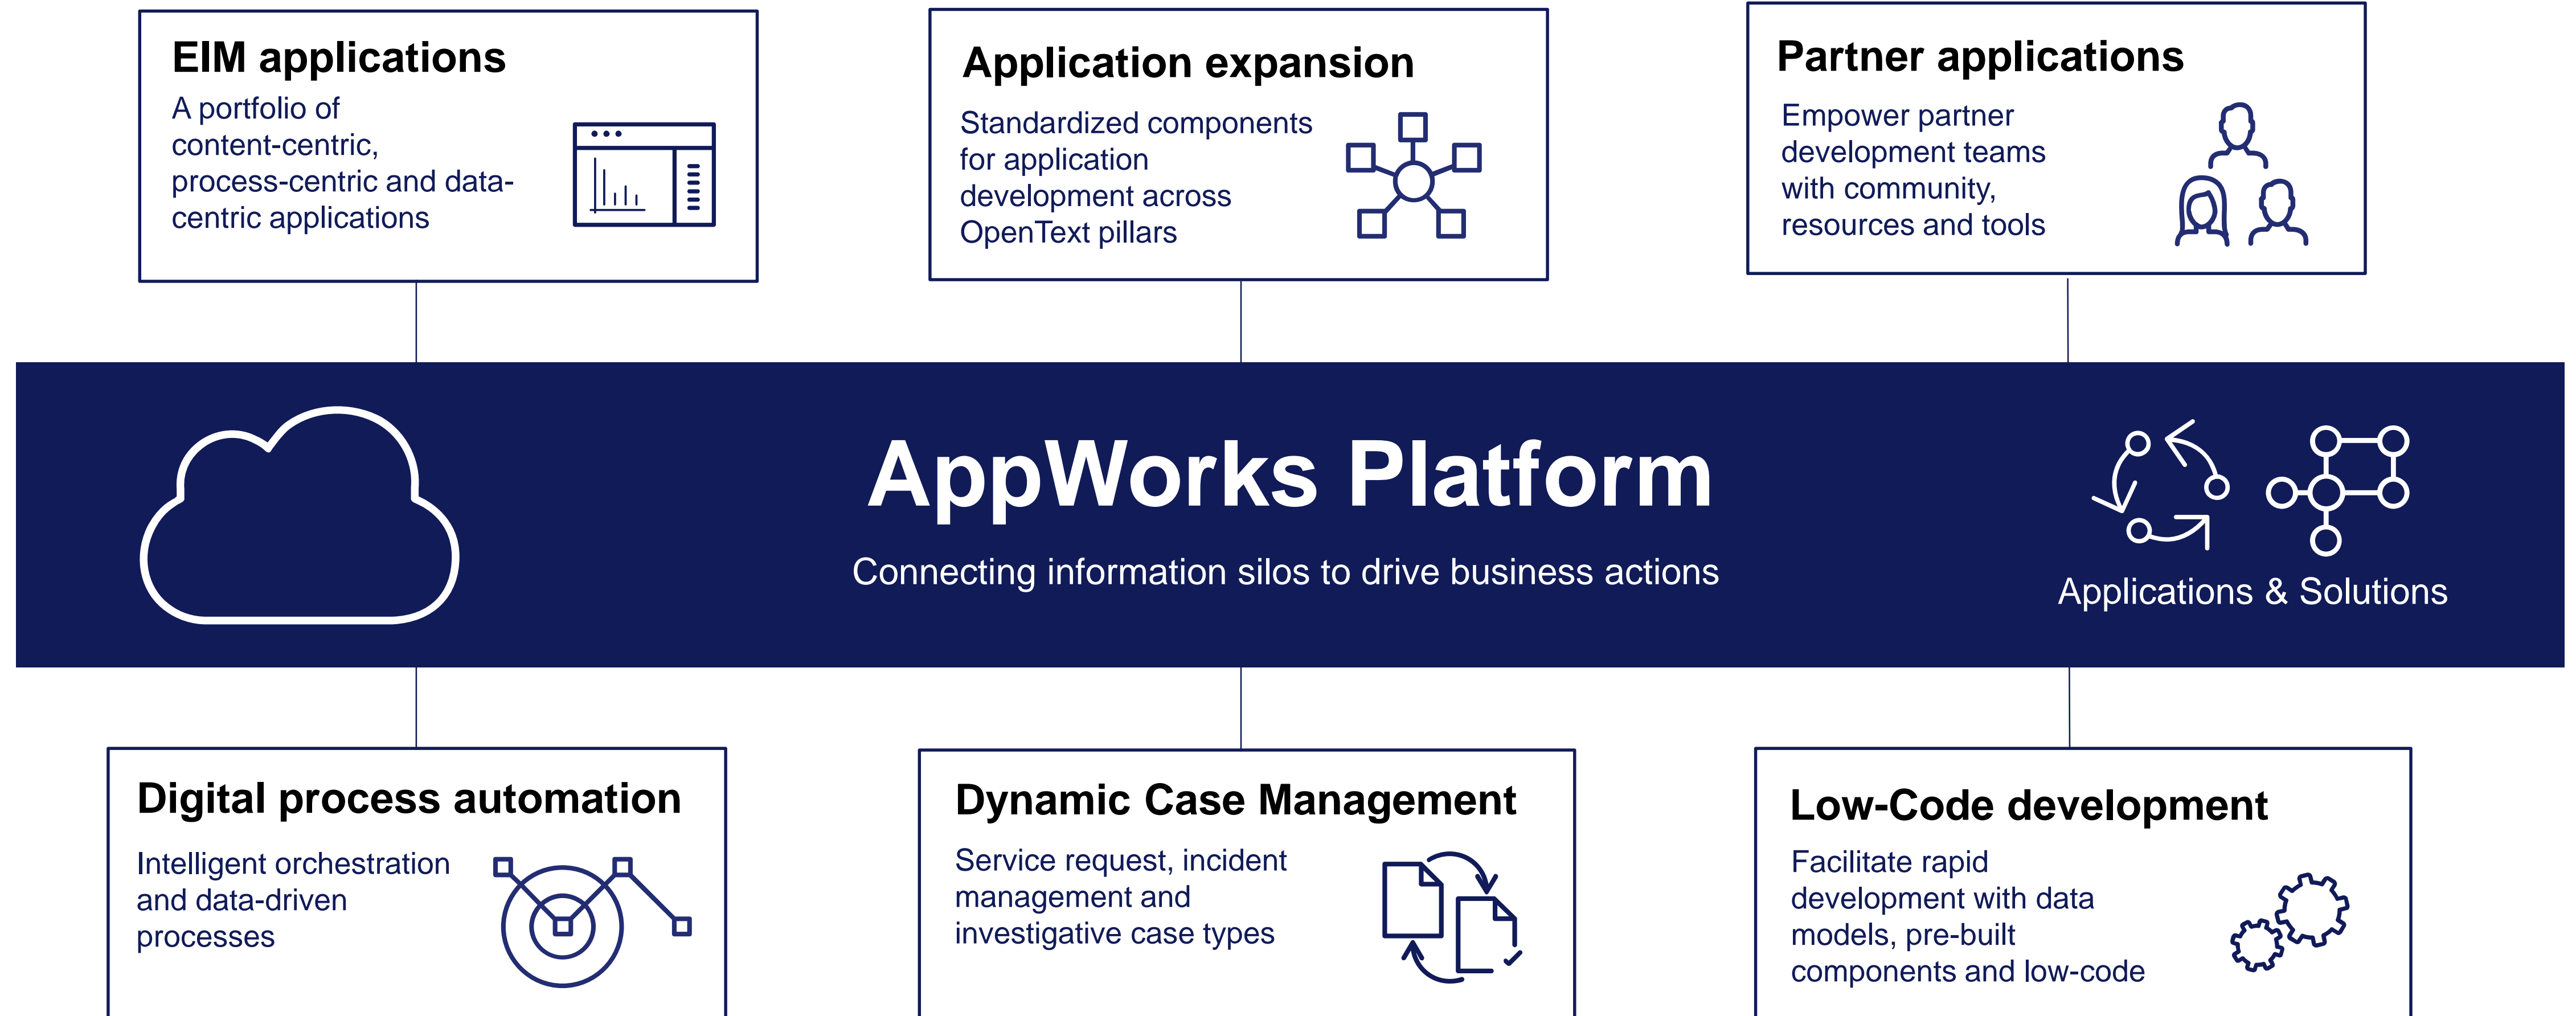 EIM applications
A portfolio of
content-centric,
process-centric and data-
centric applications
Application expansion
Standardized components
for application
development across
OpenText pillars
Partner applications
Empower partner
development teams
with community,
resources and tools
AppWorks Platform
Connecting information silos to drive business actions
Applications & Solutions
Digital process automation
Intelligent orchestration
and data-driven
processes
Dynamic Case Management
Service request, incident
management and
investigative case types
Low-Code development
Facilitate rapid
development with data
models, pre-built
components and low-code